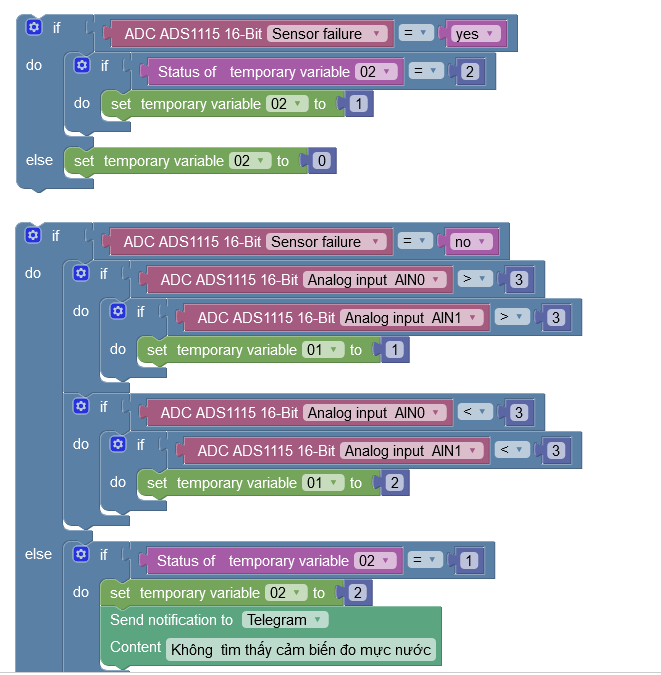 if ADC ADS1115 16-Bit Sensor failure = yes
do if Status of temporary variable 02 = 2
do set temporary variable 02 to 1
else set temporary variable 02 to 0
if ADC ADS1115 16-Bit Sensor failure = no
do if ADC ADS1115 16-Bit Analog input AIN0 > 3
do if ADC ADS1115 16-Bit Analog input AIN1 > 3
do set temporary variable 01 to 1
if ADC ADS1115 16-Bit Analog input AIN0 < 3
do if ADC ADS1115 16-Bit Analog input AIN1 < 3
do set temporary variable 01 to 2
else if Status of temporary variable 02 = 1
do set temporary variable 02 to 2
Send notification to Telegram
Content Không tìm thấy cảm biến đo mực nước